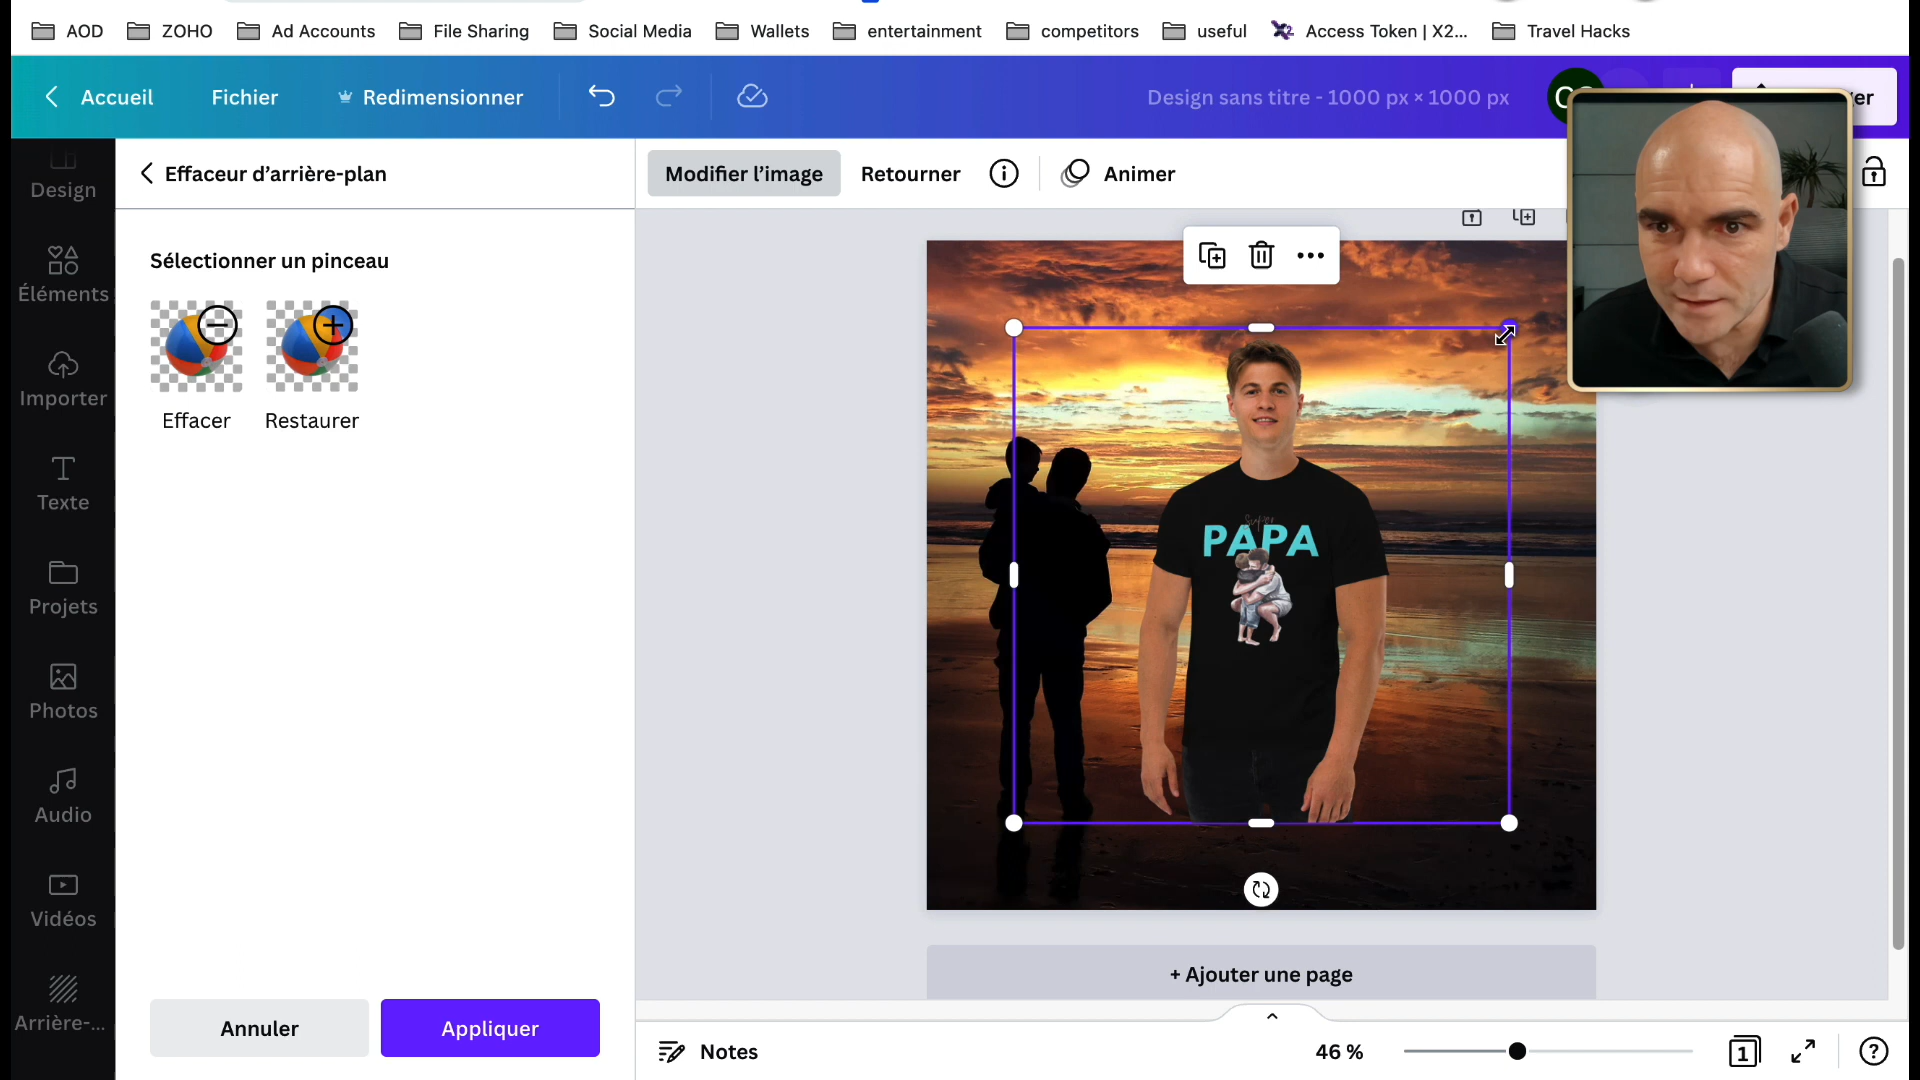 AOD ZOHO Ad Accounts File Sharing Social Media Wallets entertainment competitors useful Access Token | X2... Travel Hacks
Accueil Fichier Redimensionner Design sans titre - 1000 px × 1000 px
Effaceur d'arrière-plan Modifier l'image Retourner Animer
Design
Sélectionner un pinceau
Éléments
Importer
Effacer Restaurer
Texte
Super
PAPA
Projets
Photos
Audio
Vidéos
+ Ajouter une page
Arrière-...
Annuler Appliquer
Notes 46 % 1